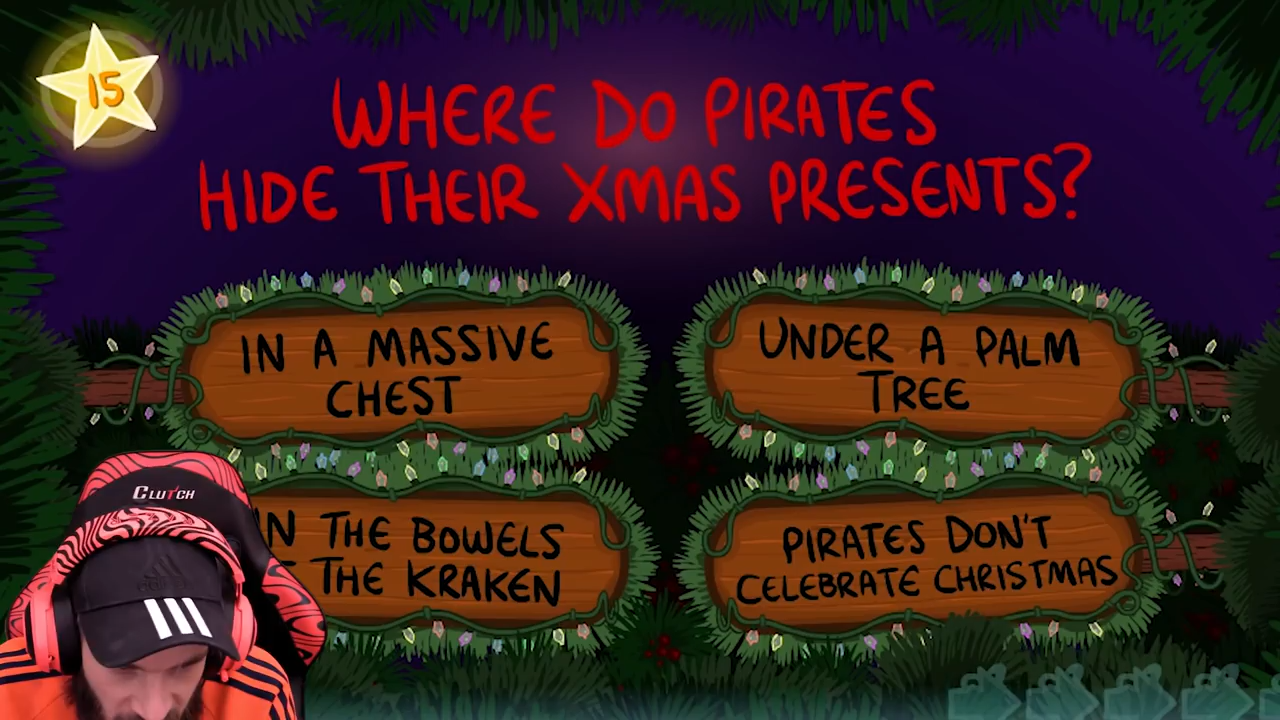 15
WHERE DO PIRATES
HIDE THEIR XMAS PRESENTS?
IN A MASSIVE
CHEST
UNDER A PALM
TREE
THE BOWELS
THE KRAKEN
PIRATES DON'T
CELEBRATE CHRISTMAS
CLUTCH